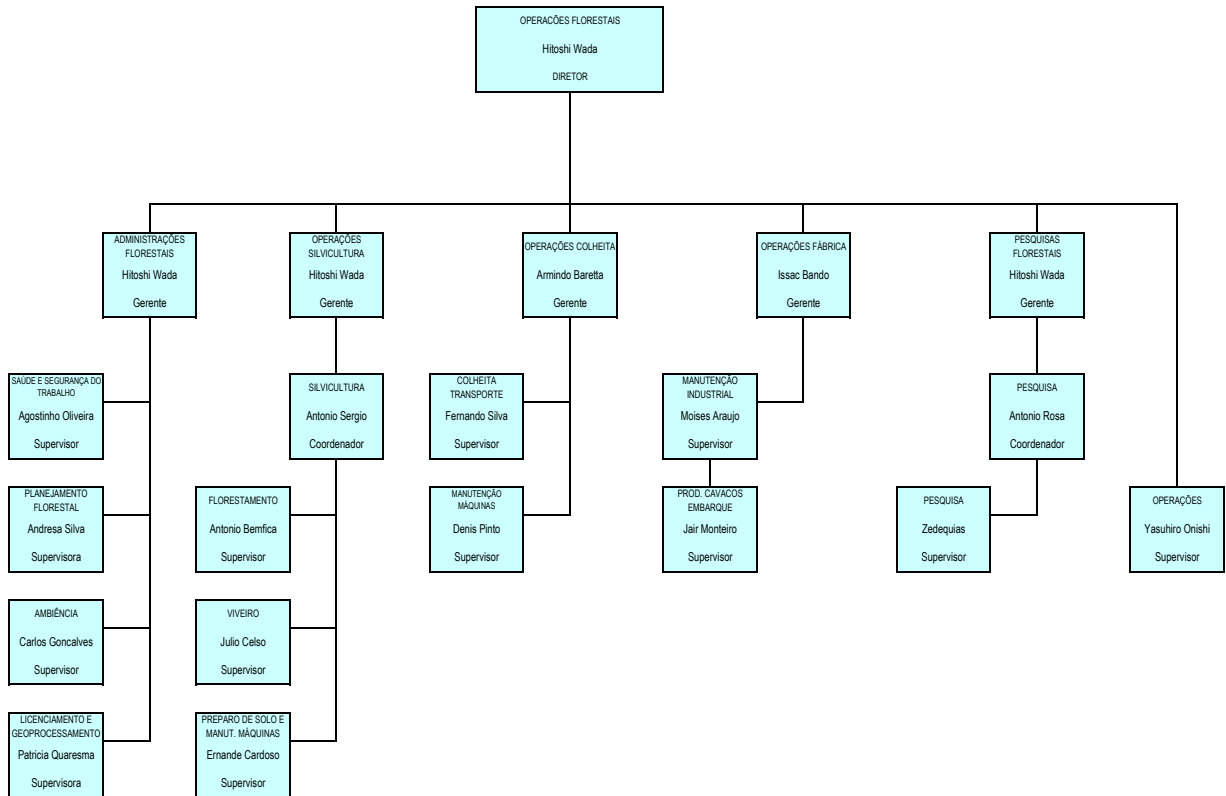 OPERACÕES FLORESTAIS
Hitoshi Wada
DIRETOR
ADMINISTRAÇÕES
FLORESTAIS
Hitoshi Wada
Gerente
OPERAÇÕES
SILVICULTURA
Hitoshi Wada
Gerente
OPERAÇÕES COLHEITA
Armindo Baretta
Gerente
OPERAÇÕES FÁBRICA
Issac Bando
Gerente
PESQUISAS
FLORESTAIS
Hitoshi Wada
Gerente
SAÚDE E SEGURANÇA DO
TRABALHO
Agostinho Oliveira
Supervisor
SILVICULTURA
Antonio Sergio
Coordenador
COLHEITA
TRANSPORTE
Fernando Silva
Supervisor
MANUTENÇÃO
INDUSTRIAL
Moises Araujo
Supervisor
PESQUISA
Antonio Rosa
Coordenador
PLANEJAMENTO
FLORESTAL
Andresa Silva
Supervisora
FLORESTAMENTO
Antonio Bemfica
Supervisor
MANUTENÇÃO
MÁQUINAS
Denis Pinto
Supervisor
PROD. CAVACOS
EMBARQUE
Jair Monteiro
Supervisor
PESQUISA
Zedequias
Supervisor
OPERAÇÕES
Yasuhiro Onishi
Supervisor
AMBIÊNCIA
Carlos Goncalves
Supervisor
VIVEIRO
Julio Celso
Supervisor
LICENCIAMENTO E
GEOPROCESSAMENTO
Patricia Quaresma
Supervisora
PREPARO DE SOLO E
MANUT. MÁQUINAS
Ernande Cardoso
Supervisor